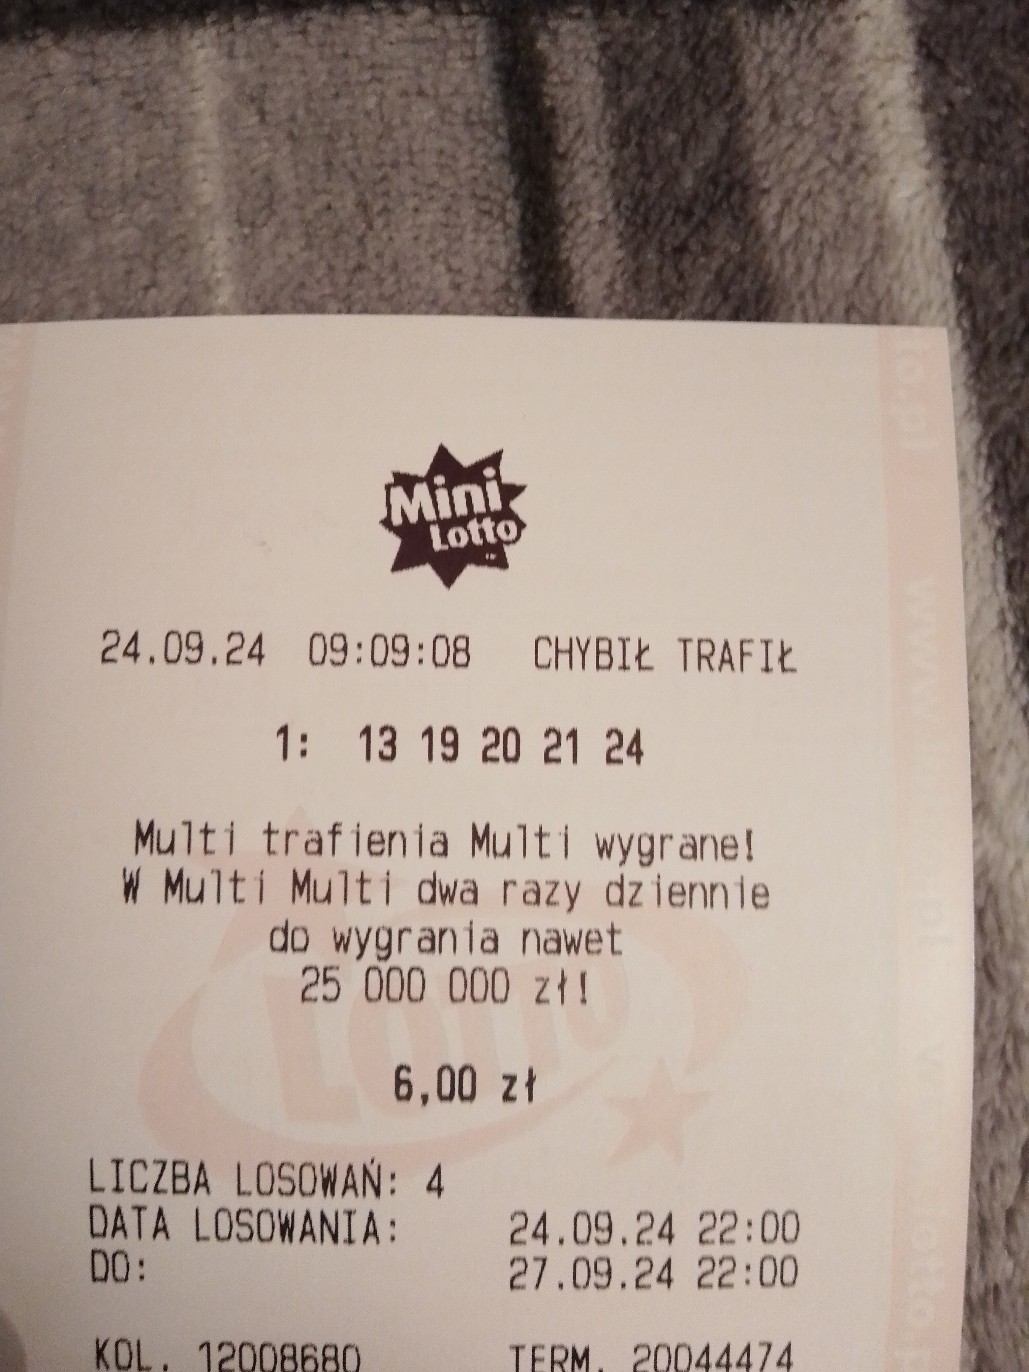 Mini
Lotto
24.09.24 09:09:08 CHYBIŁ TRAFIŁ
1: 13 19 20 21 24
Multi trafienia Multi wygrane!
W Multi Multi dwa razy dziennie
do wygrania nawet
25 000 000 zł!
LOTTO
6,00 zł
LICZBA LOSOWAŃ: 4
DATA LOSOWANIA: 24.09.24 22:00
DO: 27.09.24 22:00
KOL. 12008680 TERM. 20044474